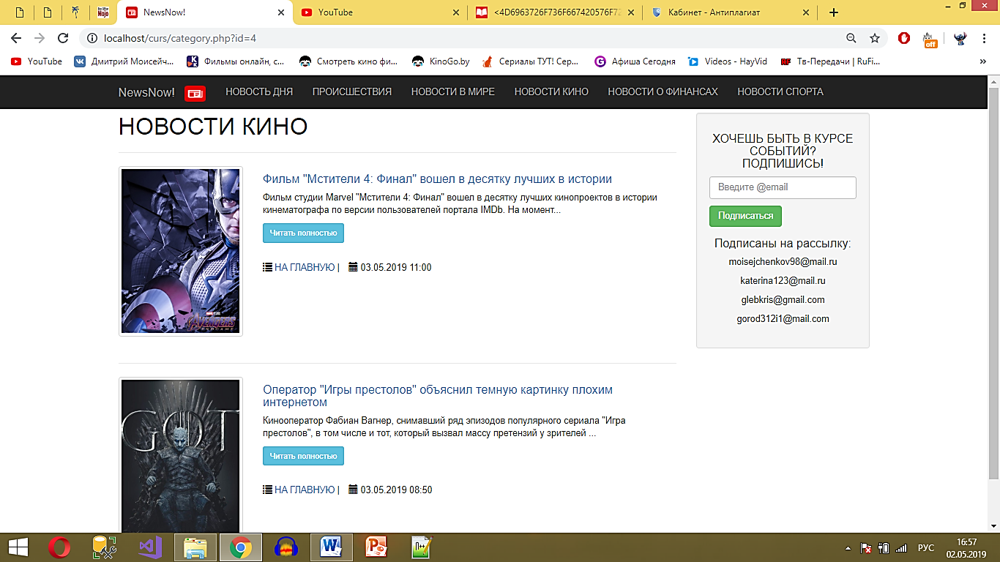 NewsNow!
YouTube
<4D6963726F736F667420576F72
Кабинет - Антиплагиат
localhost/curs/category.php?id=4
off
YouTube
Дмитрий Моисейч...
Фильмы онлайн, с...
Смотреть кино фи...
KinoGo.by
Сериалы ТУТ! Сер...
Афиша Сегодня
Videos - HayVid
Тв-Передачи | RuFi...
»
NewsNow!
НОВОСТЬ ДНЯ
ПРОИСШЕСТВИЯ
НОВОСТИ В МИРЕ
НОВОСТИ КИНО
НОВОСТИ О ФИНАНСАХ
НОВОСТИ СПОРТА
НОВОСТИ КИНО
Фильм "Мстители 4: Финал" вошел в десятку лучших в истории
Фильм студии Marvel "Мстители 4: Финал" вошел в десятку лучших кинопроектов в истории
кинематографа по версии пользователей портала IMDb. На момент...
Читать полностью
НА ГЛАВНУЮ | 03.05.2019 11:00
AVENGERS
ENDGAME
Оператор "Игры престолов" объяснил темную картинку плохим
интернетом
Кинооператор Фабиан Вагнер, снимавший ряд эпизодов популярного сериала "Игра
престолов", в том числе и тот, который вызвал массу претензий у зрителей ...
Читать полностью
НА ГЛАВНУЮ | 03.05.2019 08:50
GOT
ХОЧЕШЬ БЫТЬ В КУРСЕ
СОБЫТИЙ?
ПОДПИШИСЬ!
Введите @email
Подписаться
Подписаны на рассылку:
moisejchenkov98@mail.ru
katerina123@mail.ru
glebkris@gmail.com
gorod312i1@mail.com
РУС
16:57
02.05.2019